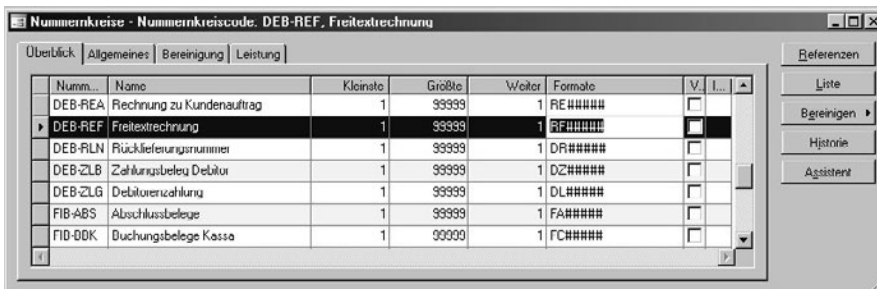 Nummernkreise - Nummernkreiscode: DEB-REF, Freitextrechnung
Überblick Allgemeines Bereinigung Leistung
Referenzen
Liste
Bereinigen
Historie
Assistent
Numm... Name Kleinste Größte Weiter Formate V.. I...
DEB-REA Rechnung zu Kundenauftrag 1 99999 1 RE#####
DEB-REF Freitextrechnung 1 99999 1 RF#####
DEB-RLN Rücklieferungsnummer 1 99999 1 DR#####
DEB-ZLB Zahlungsbeleg Debitor 1 99999 1 DZ#####
DEB-ZLG Debitorenzahlung 1 99999 1 DL#####
FIB-ABS Abschlussbelege 1 99999 1 FA#####
FIB-BBK Buchungsbelege Kassa 1 99999 1 FC#####